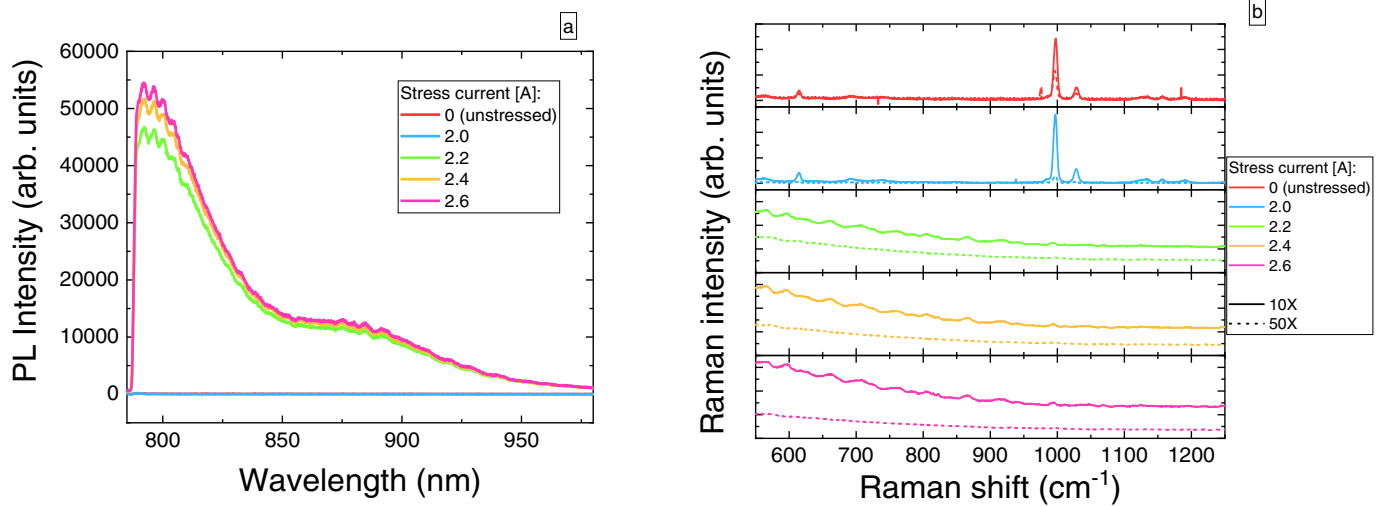 a
60000
50000
40000
30000
20000
10000
0
PL Intensity (arb. units)
Stress current [A]:
0 (unstressed)
2.0
2.2
2.4
2.6
800 850 900 950
Wavelength (nm)
b
Raman intensity (arb. units)
Stress current [A]:
0 (unstressed)
2.0
2.2
2.4
2.6
10X
50X
600 700 800 900 1000 1100 1200
Raman shift (cm⁻¹)